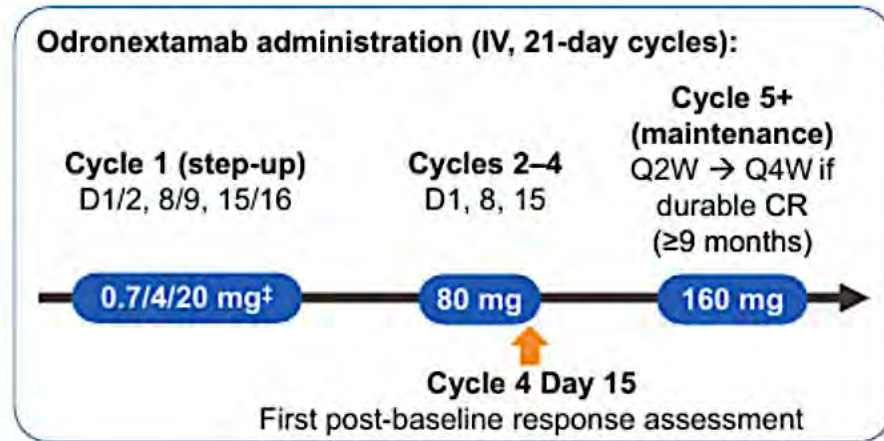 Odronextamab administration (IV, 21-day cycles):
Cycle 1 (step-up)
D1/2, 8/9, 15/16
0.7/4/20 mg‡
Cycles 2–4
D1, 8, 15
80 mg
Cycle 5+
(maintenance)
Q2W → Q4W if
durable CR
(≥9 months)
160 mg
Cycle 4 Day 15
First post-baseline response assessment